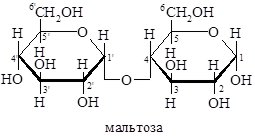 6' CH₂OH 6 CH₂OH
H 5' O H H 5 O H
H H
4' 1' 4 1
HO OH H O OH H OH
3' 2' 3 2
H OH H OH
мальтоза